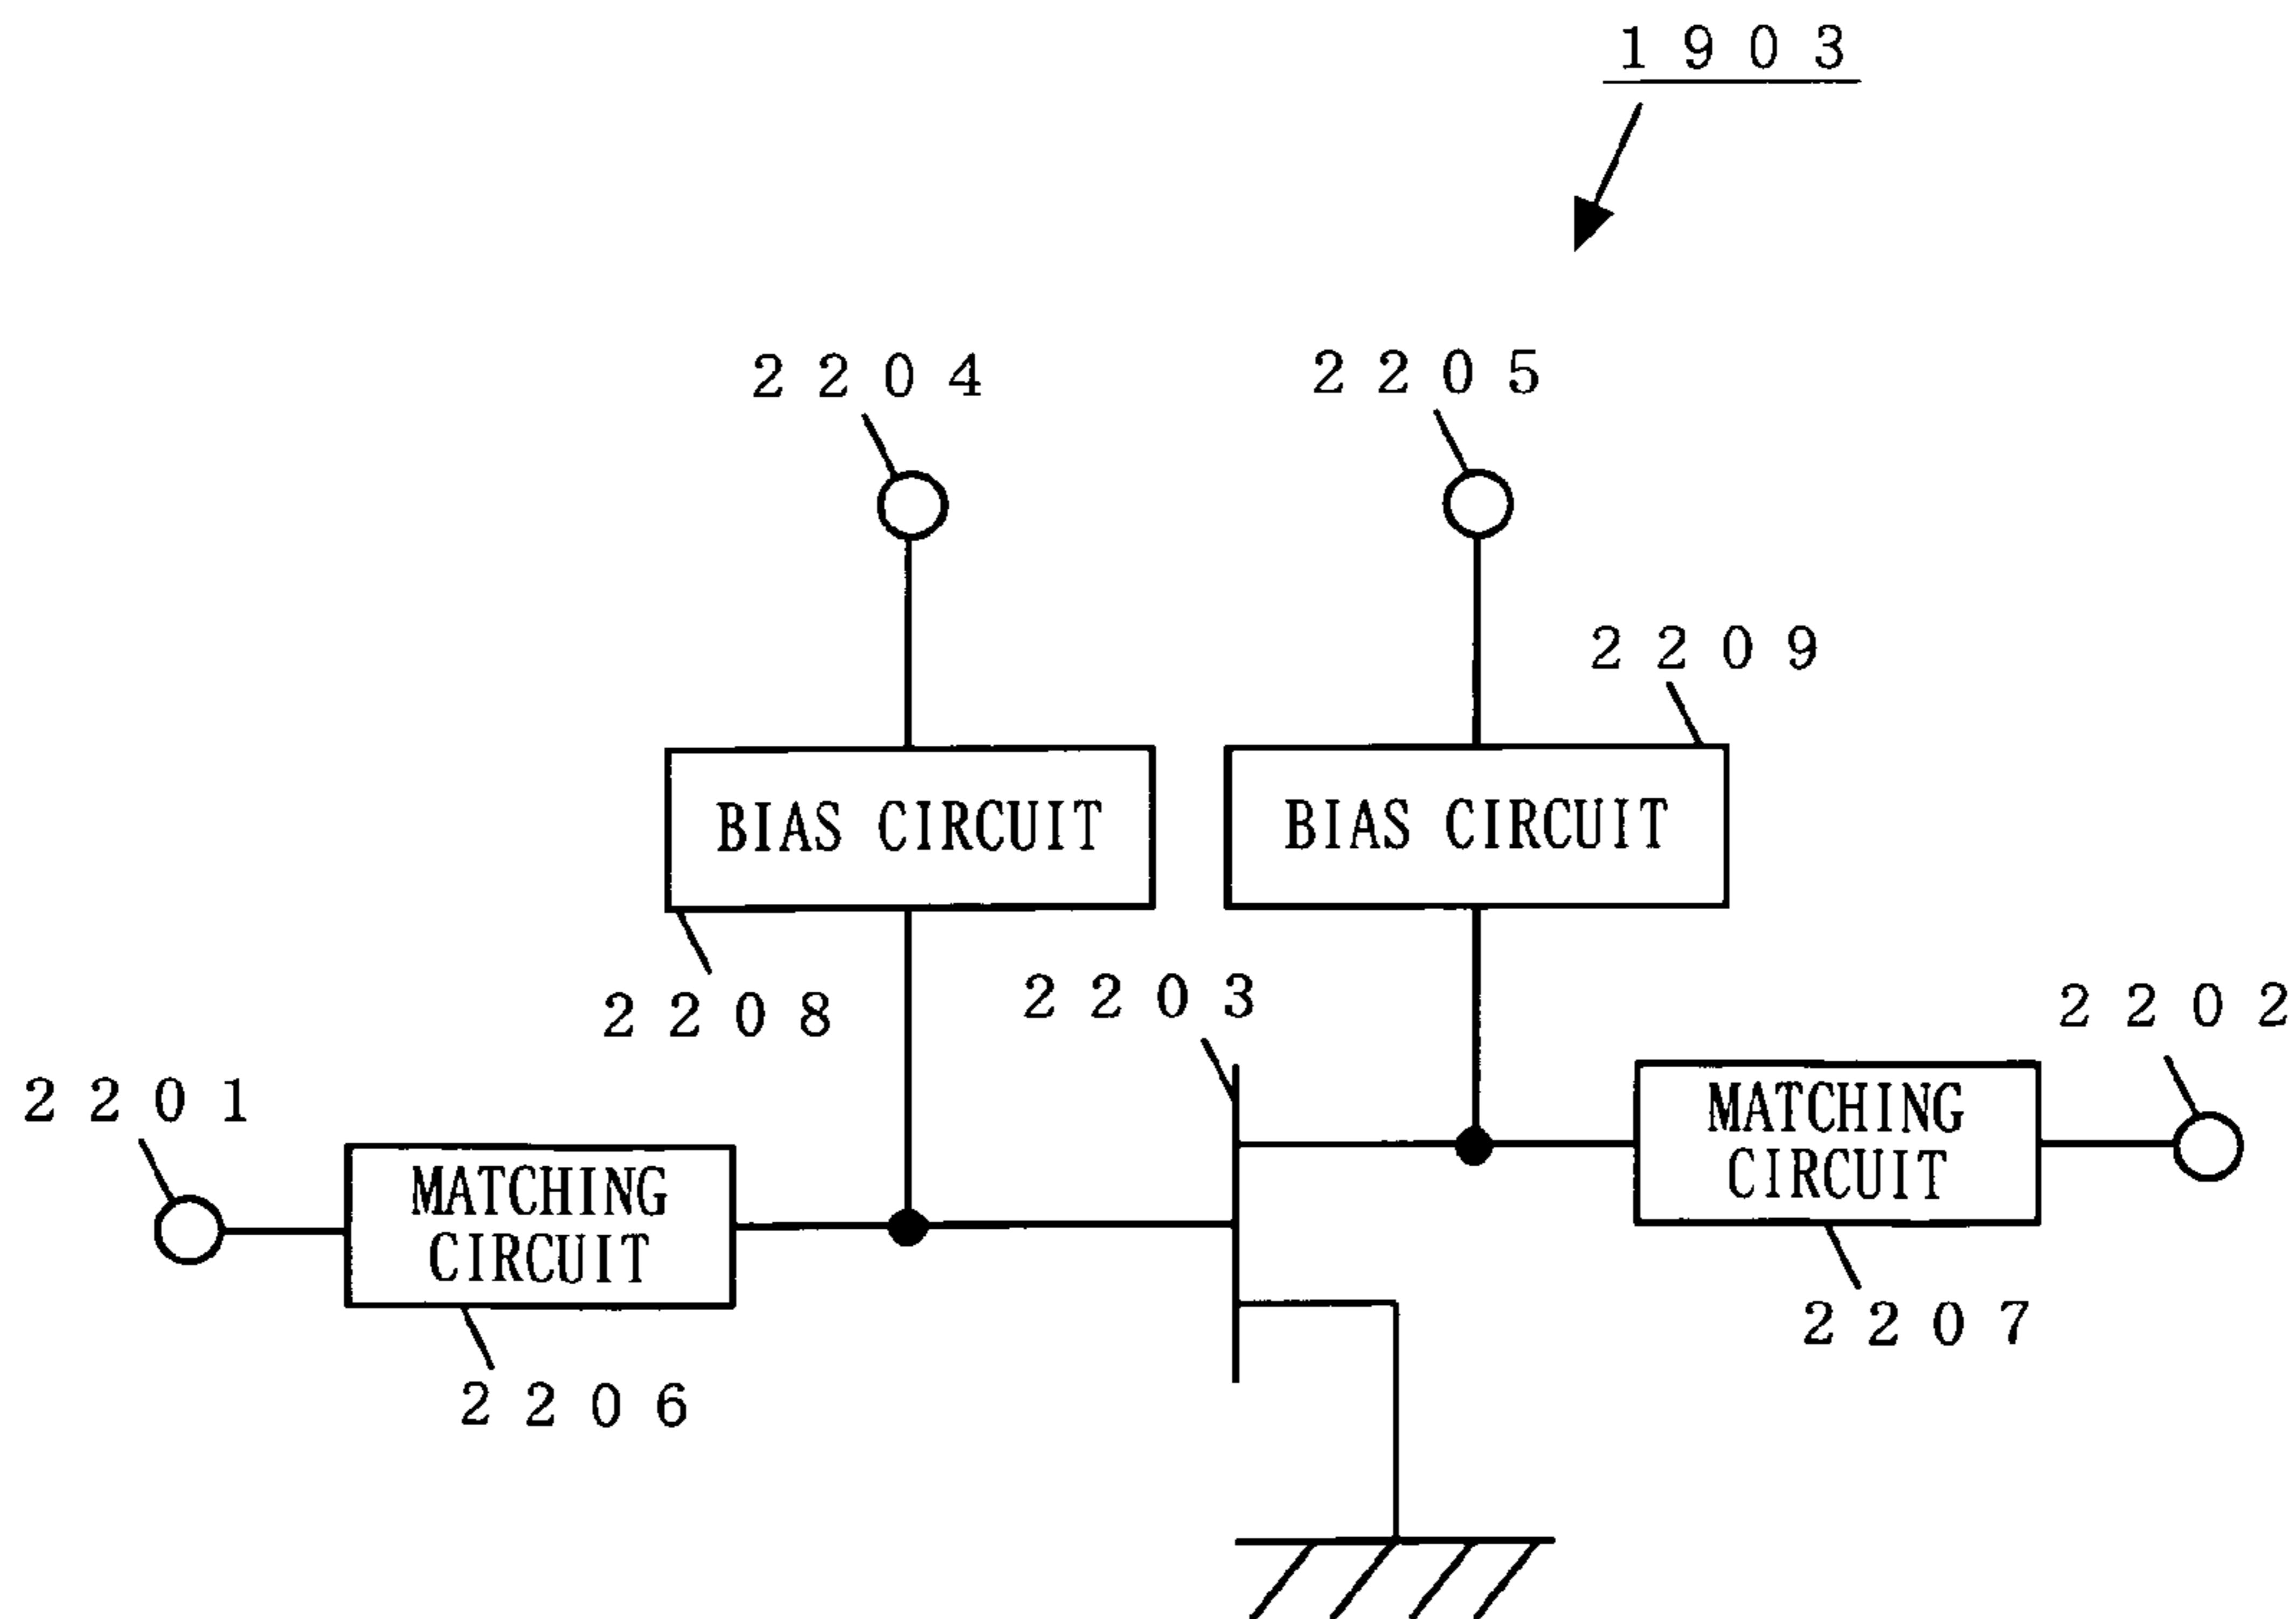 1903
2204
2205
2209
BIAS CIRCUIT
BIAS CIRCUIT
2208
2203
2202
2201
MATCHING
CIRCUIT
MATCHING
CIRCUIT
2207
2206